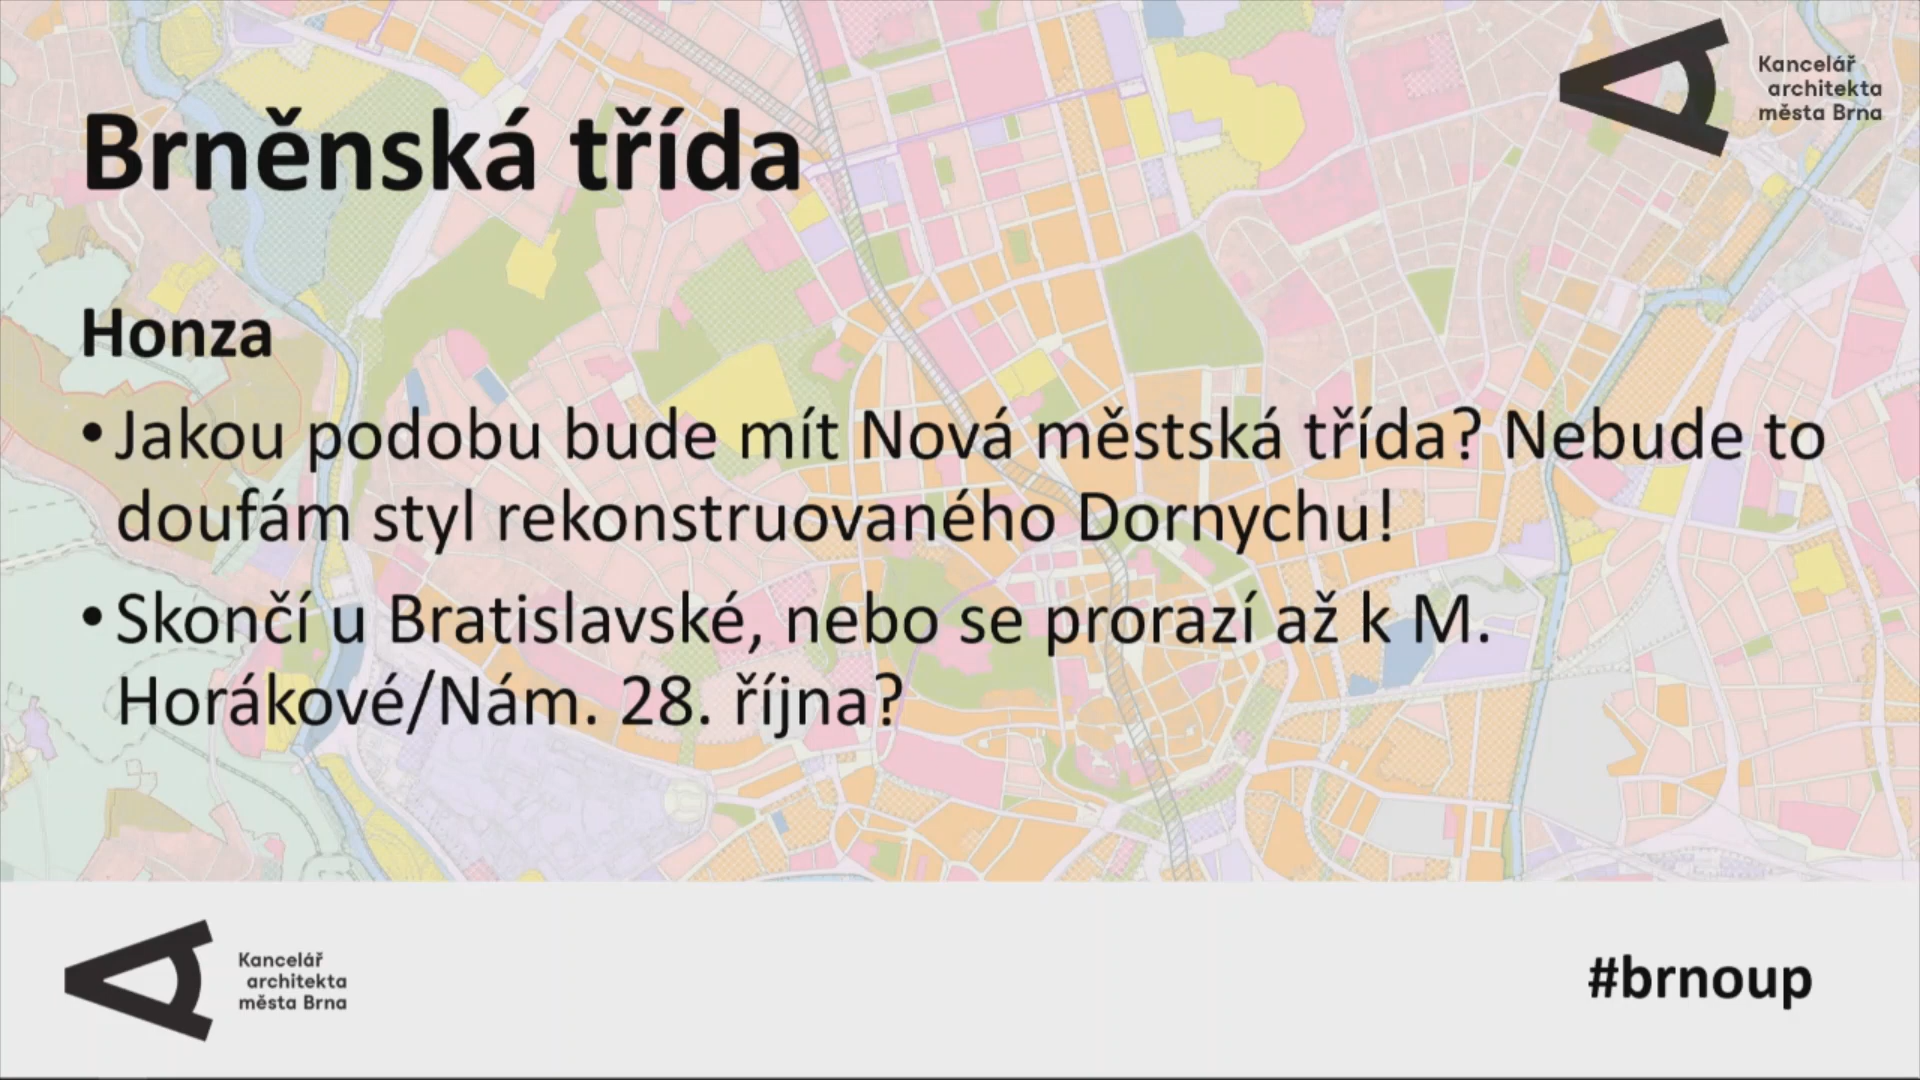 Kancelář
architekta
města Brna
Brněnská třída
Honza
•Jakou podobu bude mít Nová městská třída? Nebude to
doufám styl rekonstruovaného Dornychu!
•Skončí u Bratislavské, nebo se prorazí až k M.
Horákové/Nám. 28. října?
Kancelář
architekta
města Brna
#brnoup